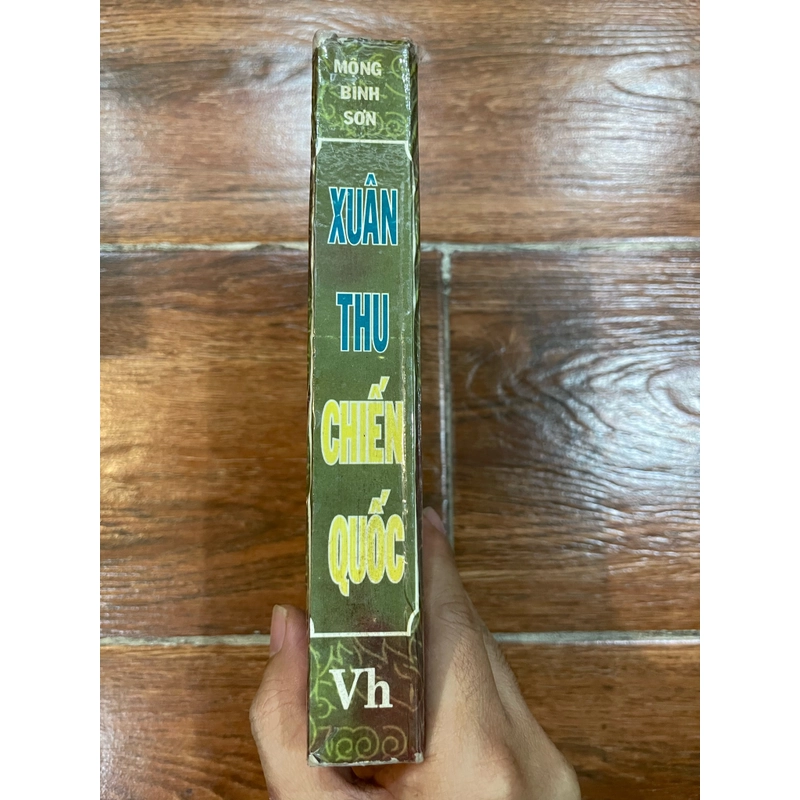 MỘNG
BÌNH
SƠN
XUÂN
THU
CHIẾN
QUỐC
Vh